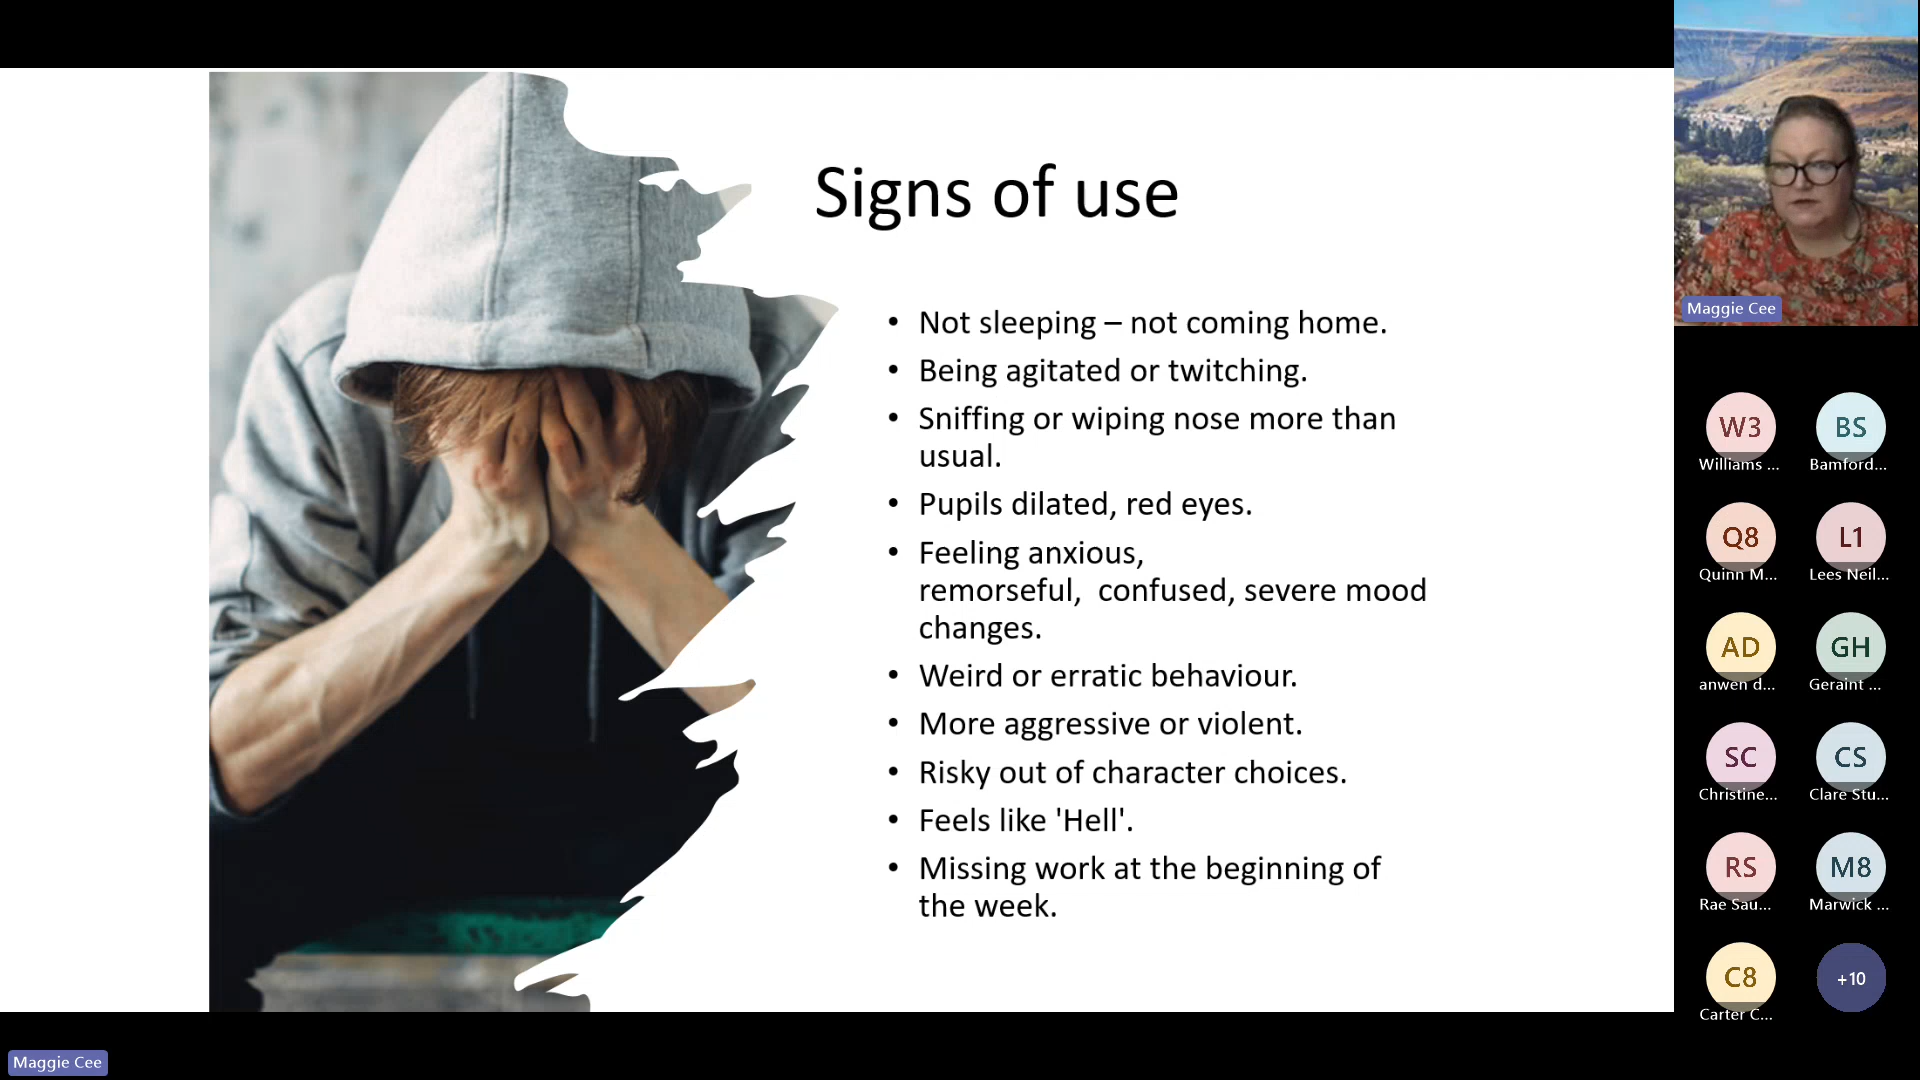 Signs of use
• Not sleeping – not coming home.
• Being agitated or twitching.
• Sniffing or wiping nose more than
usual.
• Pupils dilated, red eyes.
• Feeling anxious,
remorseful,  confused, severe mood
changes.
• Weird or erratic behaviour.
• More aggressive or violent.
• Risky out of character choices.
• Feels like 'Hell'.
• Missing work at the beginning of
the week.
Maggie Cee
W3
Williams ...
BS
Bamford...
Q8
Quinn M...
L1
Lees Neil...
AD
anwen d...
GH
Geraint ...
SC
Christine...
CS
Clare Stu...
RS
Rae Sau...
M8
Marwick ...
C8
Carter C...
+10
Maggie Cee